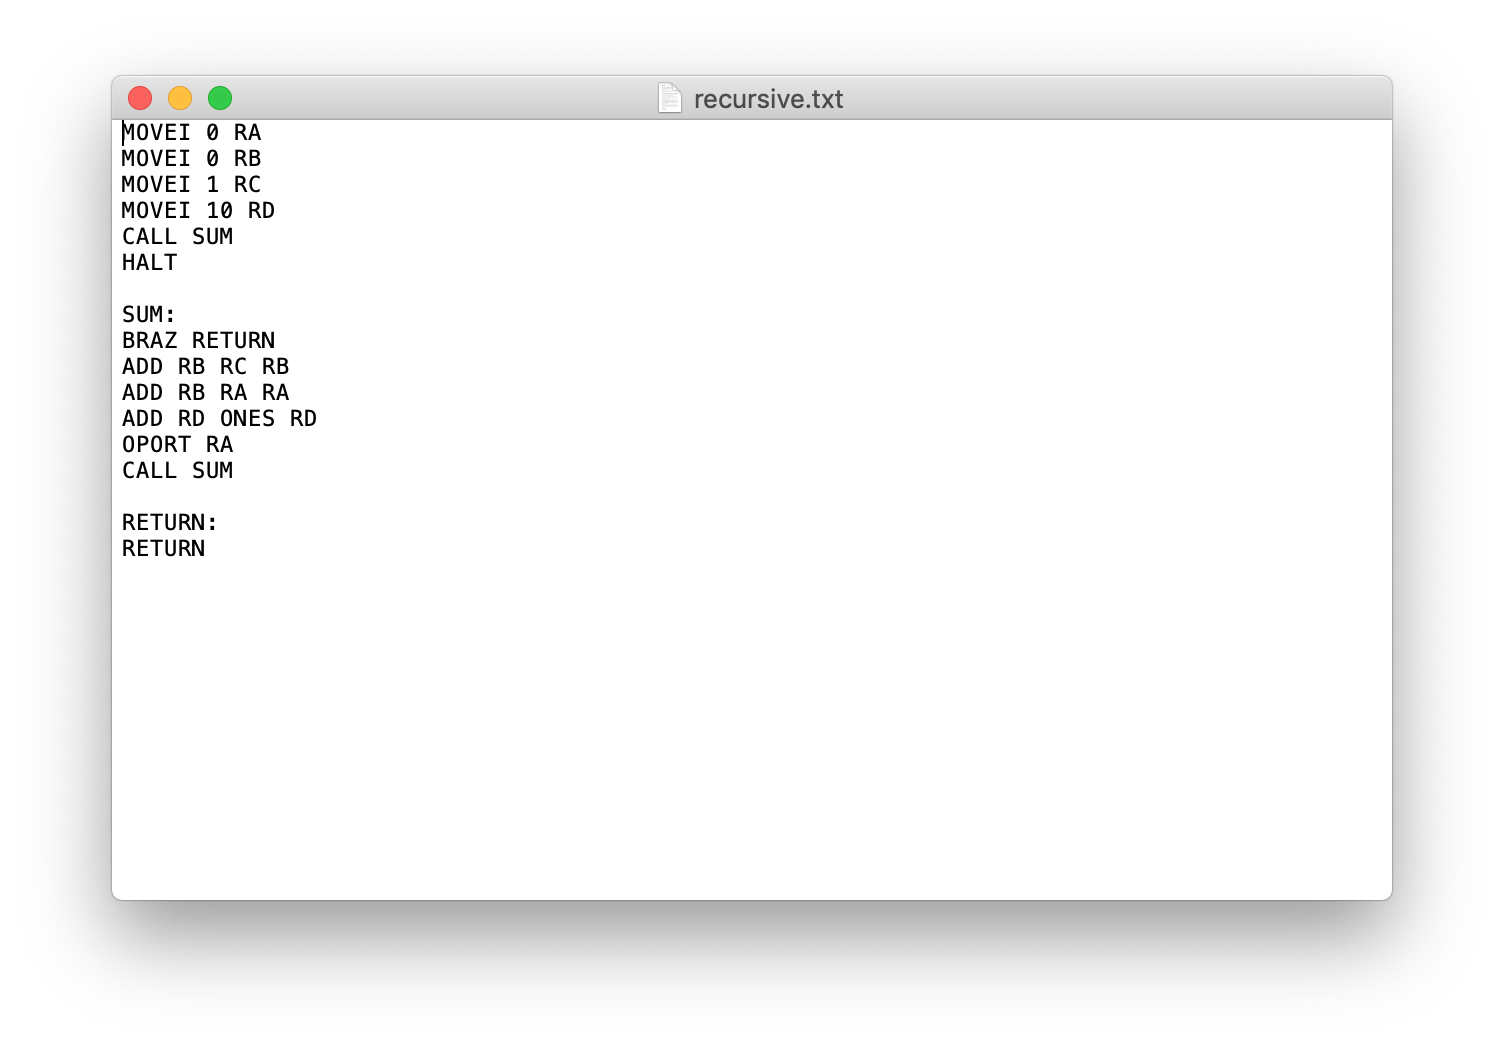 recursive.txt
MOVEI 0 RA
MOVEI 0 RB
MOVEI 1 RC
MOVEI 10 RD
CALL SUM
HALT
SUM:
BRAZ RETURN
ADD RB RC RB
ADD RB RA RA
ADD RD ONES RD
OPORT RA
CALL SUM
RETURN:
RETURN